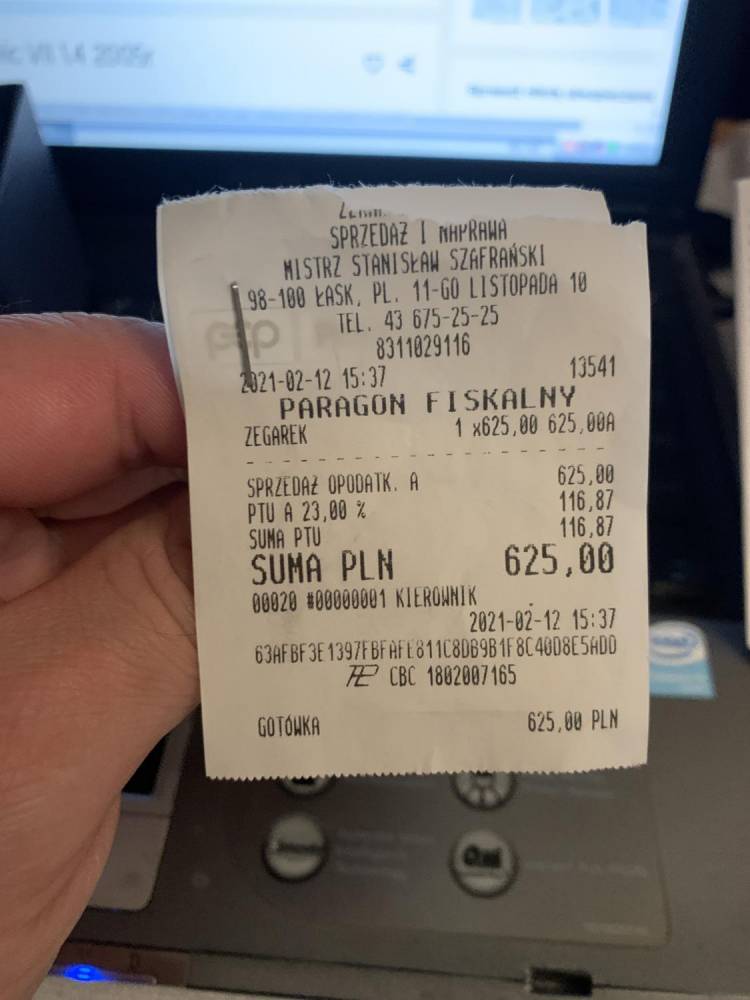 SPRZEDAŻ I NAPRAWA
MISTRZ STANISŁAW SZAFRAŃSKI
98-100 ŁASK, PL. 11-GO LISTOPADA 10
TEL. 43 675-25-25
8311029116
2021-02-12 15:37 13541
PARAGON FISKALNY
ZEGAREK 1 x625,00 625,00A
SPRZEDAŻ OPODATK. A 625,00
PTU A 23,00 % 116,87
SUMA PTU 116,87
SUMA PLN 625,00
00020 #00000001 KIEROWNIK
2021-02-12 15:37
63AFBF3E1397FBFAFE811C8DB9B1F8C40D8E5ADD
CBC 1802007165
GOTÓWKA 625,00 PLN